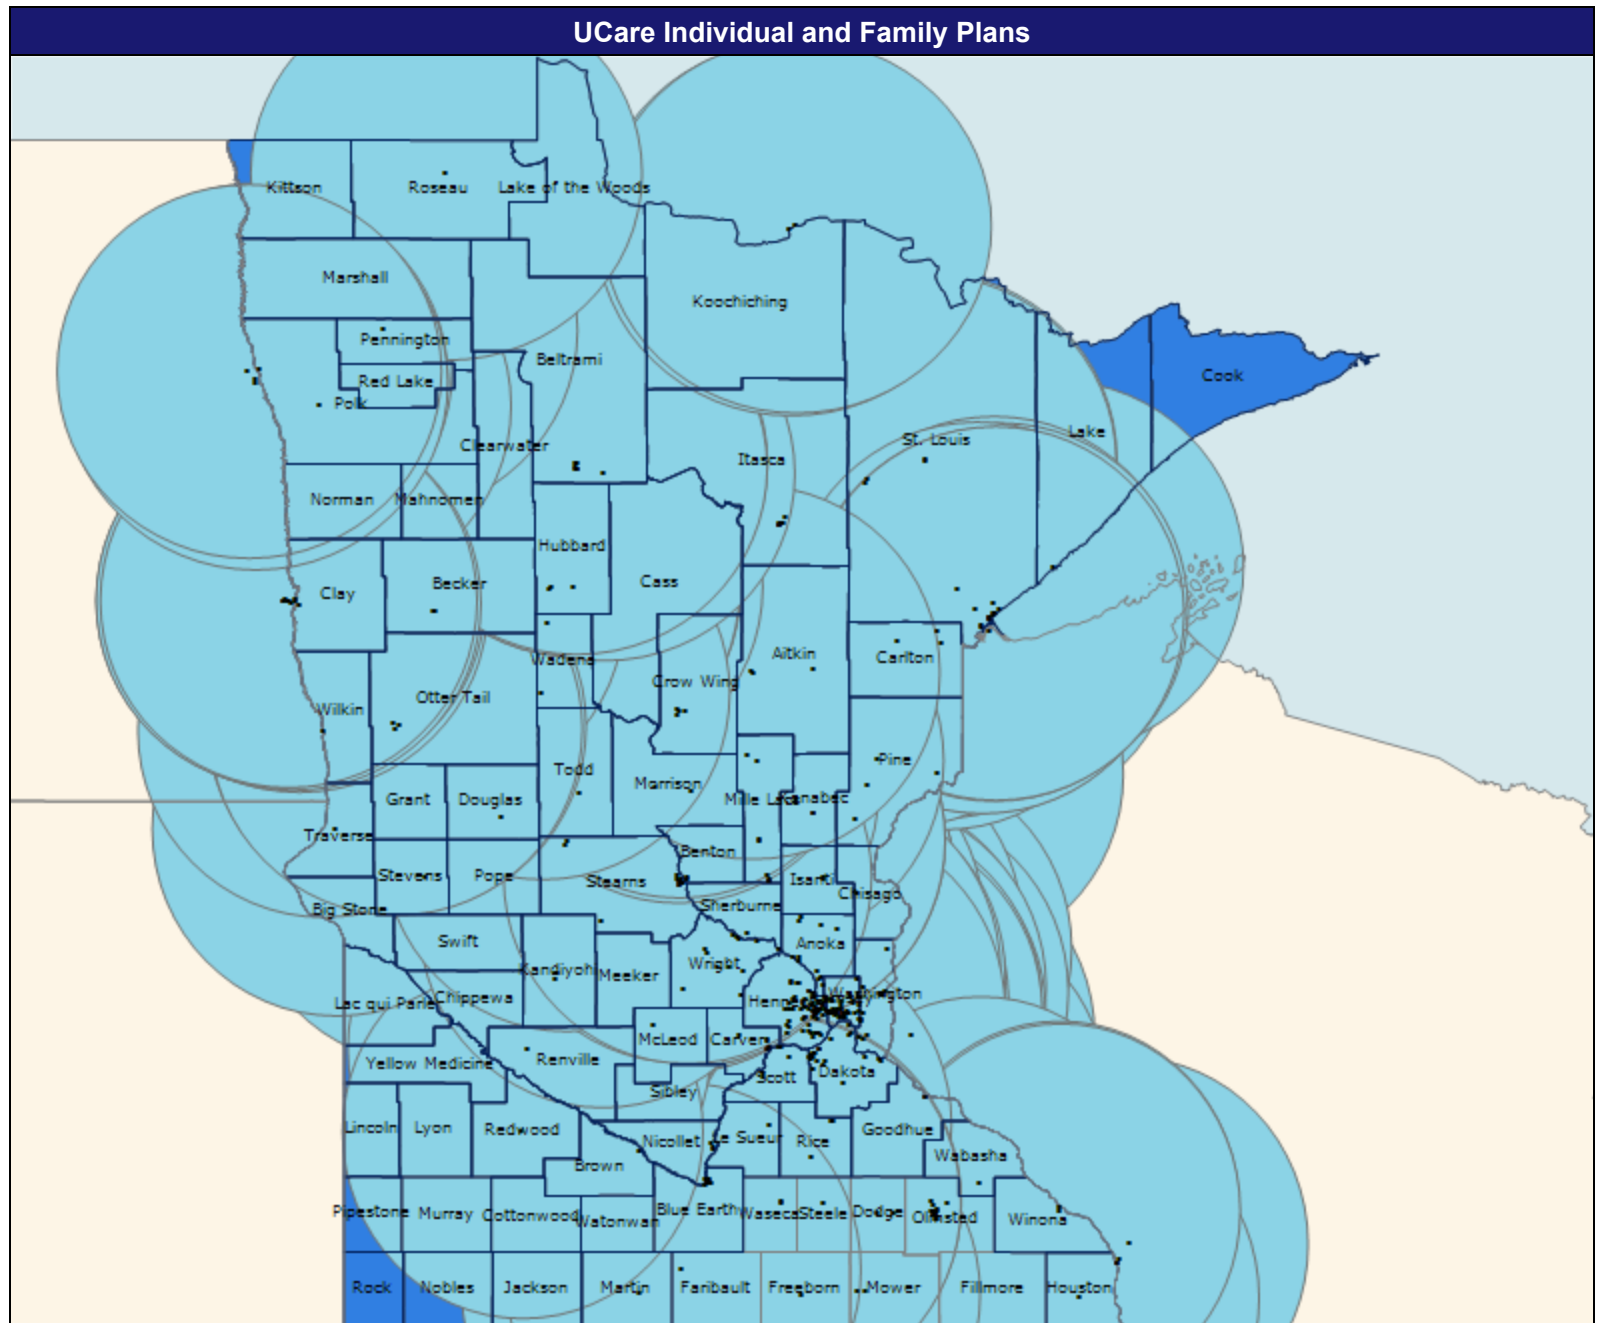 UCare Individual and Family Plans
Kittson
Roseau
Lake of the Woods
Marshall
Koochiching
Pennington
Beltrami
Red Lake
Polk
Cook
Clearwater
Itasca
St. Louis
Lake
Norman
Mahnomen
Hubbard
Clay
Becker
Cass
Wadena
Aitkin
Carlton
Crow Wing
Otter Tail
Wilkin
Todd
Morrison
Pine
Grant
Douglas
Mille Lacs
Kanabec
Traverse
Benton
Stevens
Pope
Stearns
Isanti
Chisago
Big Stone
Sherburne
Swift
Anoka
Kandiyohi
Meeker
Wright
Lac qui Parle
Chippewa
Washington
McLeod
Carver
Yellow Medicine
Renville
Scott
Dakota
Sibley
Lincoln
Lyon
Redwood
Nicollet
Le Sueur
Rice
Goodhue
Brown
Wabasha
Pipestone
Murray
Cottonwood
Watonwan
Blue Earth
Waseca
Steele
Dodge
Olmsted
Winona
Rock
Nobles
Jackson
Martin
Faribault
Freeborn
Mower
Fillmore
Houston